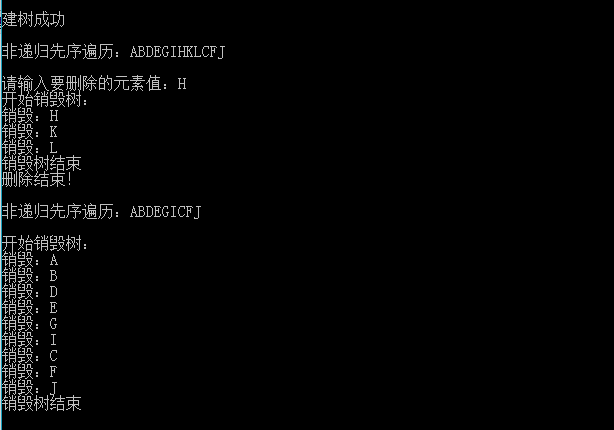 建树成功
非递归先序遍历：ABDEGIHKLCFJ
请输入要删除的元素值：H
开始销毁树：
销毁：H
销毁：K
销毁：L
销毁树结束
删除结束!
非递归先序遍历：ABDEGICFJ
开始销毁树：
销毁：A
销毁：B
销毁：D
销毁：E
销毁：G
销毁：I
销毁：C
销毁：F
销毁：J
销毁树结束